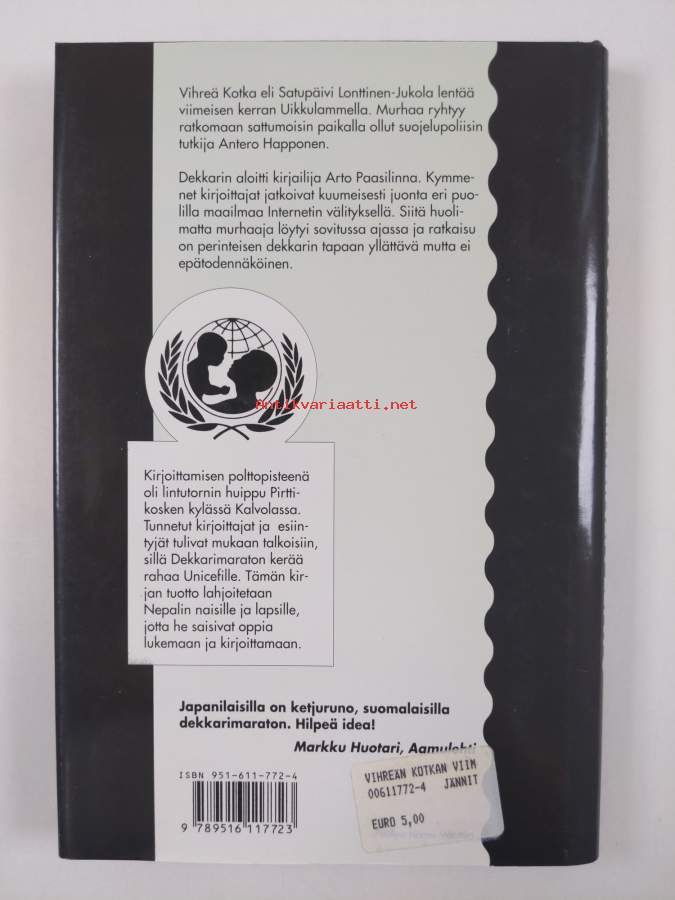 Vihreä Kotka eli Satupäivi Lonttinen-Jukola lentää
viimeisen kerran Uikkulammella. Murhaa ryhtyy
ratkomaan sattumoisin paikalla ollut suojelupoliisin
tutkija Antero Happonen.
Dekkarin aloitti kirjailija Arto Paasilinna. Kymme-
net kirjoittajat jatkoivat kuumeisesti juonta eri puo-
lilla maailmaa Internetin välityksellä. Siitä huoli-
matta murhaaja löytyi sovitussa ajassa ja ratkaisu
on perinteisen dekkarin tapaan yllättävä mutta ei
epätodennäköinen.
Antikvariaatti.net
Kirjoittamisen polttopisteenä
oli lintutornin huippu Pirtti-
kosken kylässä Kalvolassa.
Tunnetut kirjoittajat ja esiin-
tyjät tulivat mukaan talkoisiin,
sillä Dekkarimaraton kerää
rahaa Unicefille. Tämän kir-
jan tuotto lahjoitetaan
Nepalin naisille ja lapsille,
jotta he saisivat oppia
lukemaan ja kirjoittamaan.
Japanilaisilla on ketjuruno, suomalaisilla
dekkarimaraton. Hilpeä idea!
Markku Huotari, Aamulehti
ISBN 951-611-772-4
9 789516 117723
VIHREÄN KOTKAN VIIM
00611772-4 JÄNNIT
EURO 5,00